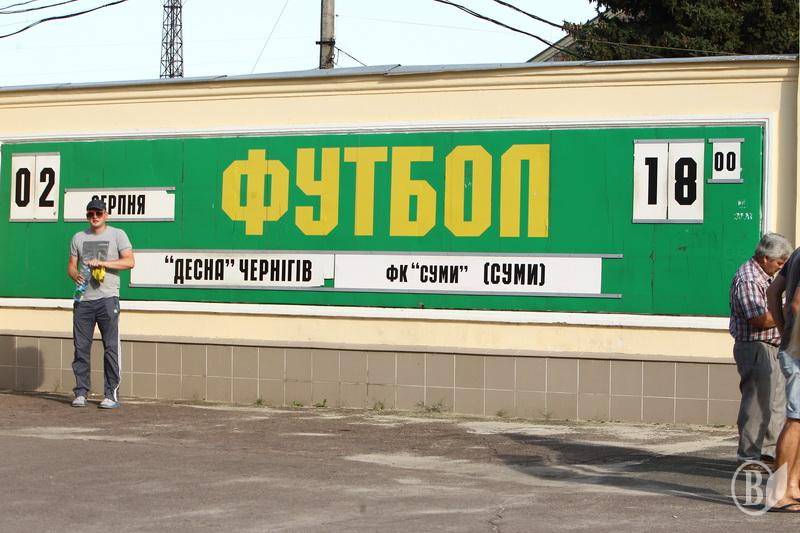 02 СЕРПНЯ
ФУТБОЛ
18 00
"ДЕСНА" ЧЕРНІГІВ
ФК "СУМИ" (СУМИ)